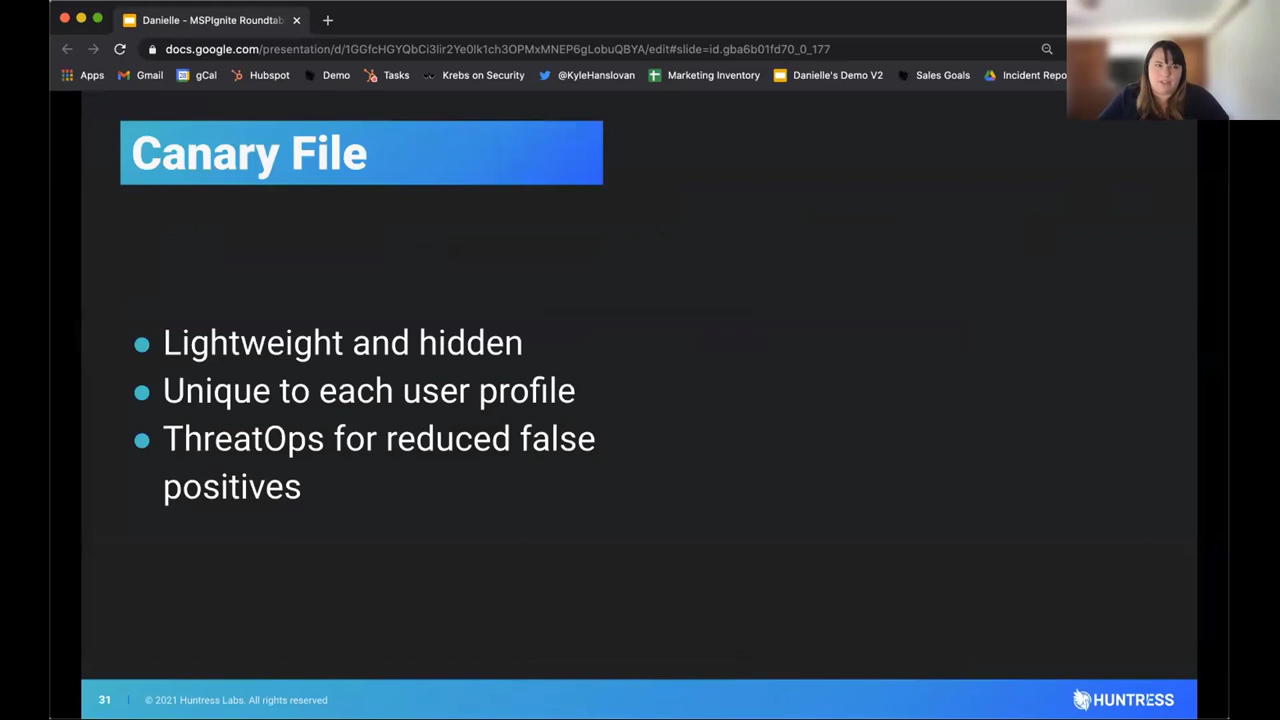 Danielle - MSPIgnite Roundtab
docs.google.com/presentation/d/1GGfcHGYQbCi3lir2Ye0lk1ch3OPMxMNEP6gLobuQBYA/edit#slide=id.gba6b01fd70_0_177
Apps Gmail gCal Hubspot Demo Tasks Krebs on Security @KyleHanslovan Marketing Inventory Danielle's Demo V2 Sales Goals Incident Repo
Canary File
Lightweight and hidden
Unique to each user profile
ThreatOps for reduced false
positives
31 © 2021 Huntress Labs. All rights reserved HUNTRESS